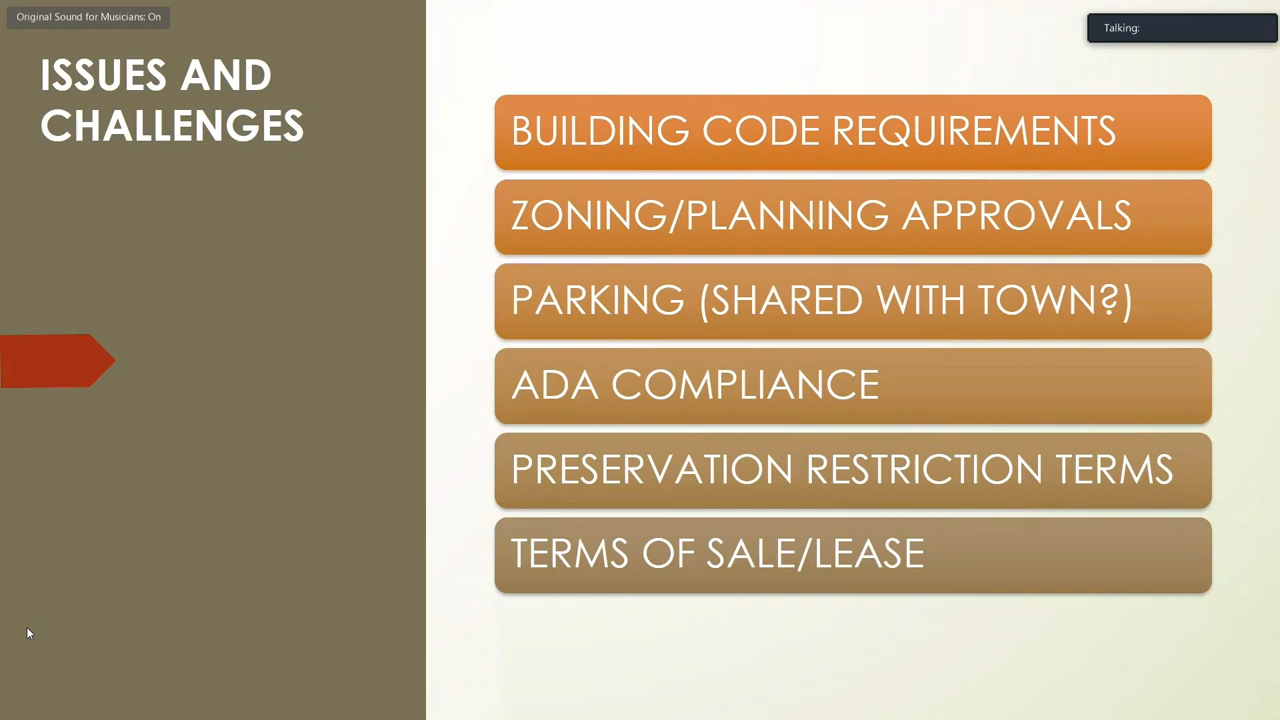 Original Sound for Musicians: On
Talking:
ISSUES AND
CHALLENGES
BUILDING CODE REQUIREMENTS
ZONING/PLANNING APPROVALS
PARKING (SHARED WITH TOWN?)
ADA COMPLIANCE
PRESERVATION RESTRICTION TERMS
TERMS OF SALE/LEASE